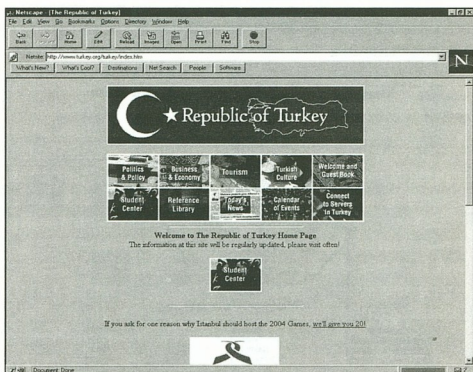 Netscape - [The Republic of Turkey]
File Edit View Go Bookmarks Options Directory Window Help
Back Home Edit Reload Images Open Print Find Stop
Netsite: http://www.turkey.org/turkey/index.htm
What's New? What's Cool? Destinations Net Search People Software
N
Republic of Turkey
Politics & Policy
Business & Economy
Tourism
Turkish Culture
Welcome and Guest Book
Student Center
Reference Library
Today's News
Calendar of Events
Connect to Servers in Turkey
Welcome to The Republic of Turkey Home Page
The information at this site will be regularly updated, please visit often!
Student Center
If you ask for one reason why Istanbul should host the 2004 Games, we'll give you 20!
Document: Done